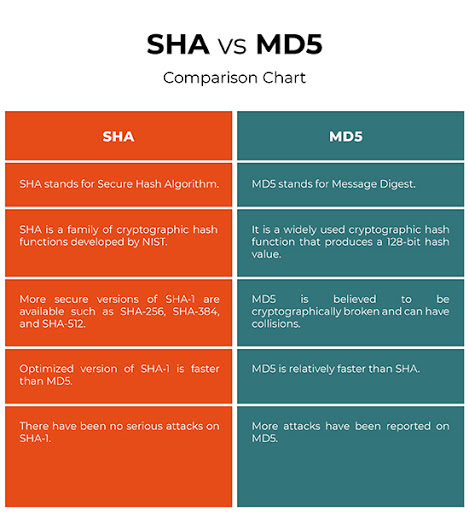 SHA vs MD5
Comparison Chart
SHA
MD5
SHA stands for Secure Hash Algorithm.
MD5 stands for Message Digest.
SHA is a family of cryptographic hash
functions developed by NIST.
It is a widely used cryptographic hash
function that produces a 128-bit hash
value.
More secure versions of SHA-1 are
available such as SHA-256, SHA-384,
and SHA-512.
MD5 is believed to be
cryptographically broken and can have
collisions.
Optimized version of SHA-1 is faster
than MD5.
MD5 is relatively faster than SHA.
There have been no serious attacks on
SHA-1.
More attacks have been reported on
MD5.